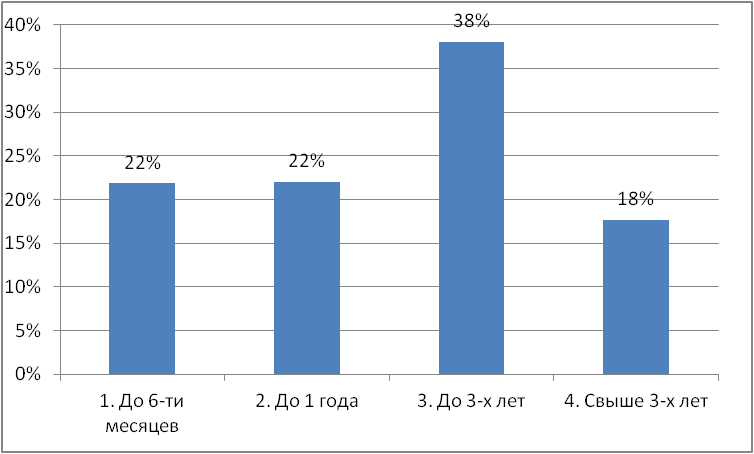 40%
35%
30%
25%
20%
15%
10%
5%
0%
22%
22%
38%
18%
1. До 6-ти
месяцев
2. До 1 года
3. До 3-х лет
4. Свыше 3-х лет